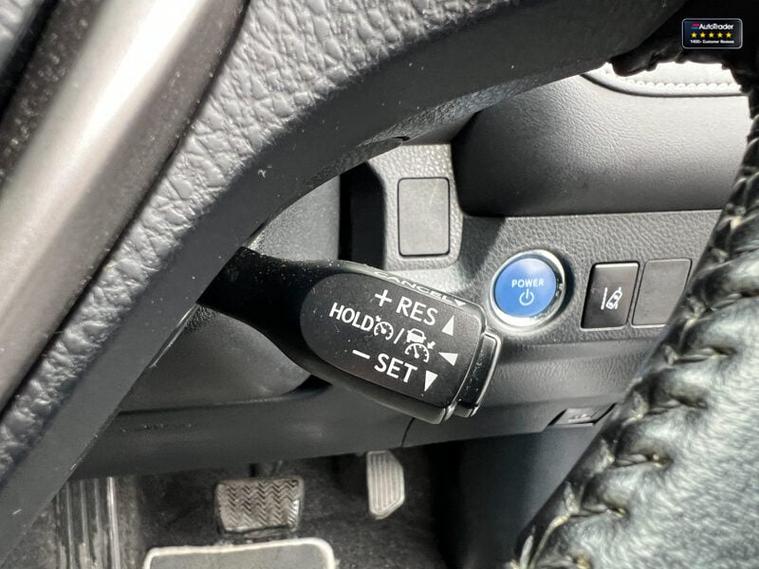 AutoTrader
POWER
CANCEL
+ RES
HOLD /
− SET